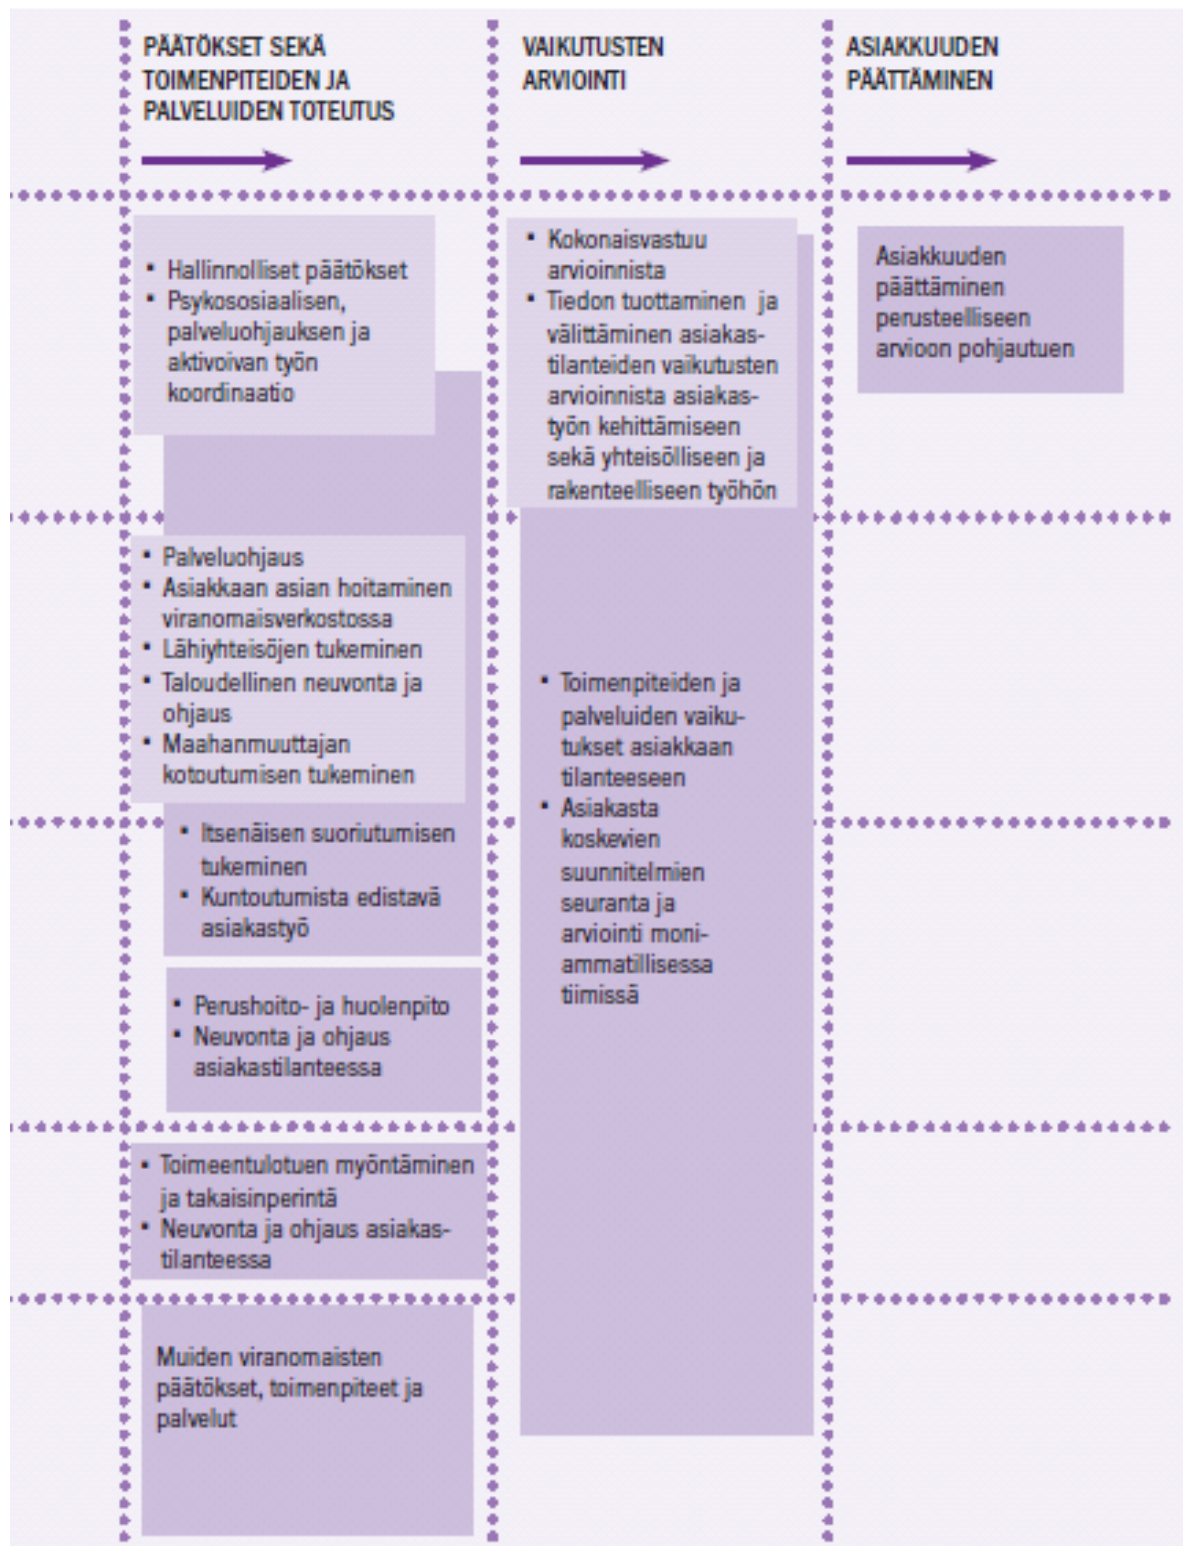 PÄÄTÖKSET SEKÄ
TOIMENPITEIDEN JA
PALVELUIDEN TOTEUTUS
VAIKUTUSTEN
ARVIOINTI
ASIAKKUUDEN
PÄÄTTÄMINEN
▪ Hallinnolliset päätökset
▪ Psykososiaalisen,
palveluohjauksen ja
aktivoivan työn
koordinaatio
▪ Palveluohjaus
▪ Asiakkaan asian hoitaminen
viranomaisverkostossa
▪ Lähiyhteisöjen tukeminen
▪ Taloudellinen neuvonta ja
ohjaus
▪ Maahanmuuttajan
kotoutumisen tukeminen
▪ Itsenäisen suoriutumisen
tukeminen
▪ Kuntoutumista edistävä
asiakastyö
▪ Perushoito- ja huolenpito
▪ Neuvonta ja ohjaus
asiakastilanteessa
▪ Toimeentulotuen myöntäminen
ja takaisinperintä
▪ Neuvonta ja ohjaus asiakas-
tilanteessa
Muiden viranomaisten
päätökset, toimenpiteet ja
palvelut
▪ Kokonaisvastuu
arvioinnista
▪ Tiedon tuottaminen ja
välittäminen asiakas-
tilanteiden vaikutusten
arvioinnista asiakas-
työn kehittämiseen
sekä yhteisölliseen ja
rakenteelliseen työhön
▪ Toimenpiteiden ja
palveluiden vaiku-
tukset asiakkaan
tilanteeseen
▪ Asiakasta
koskevien
suunnitelmien
seuranta ja
arviointi moni-
ammatillisessa
tiimissä
Asiakkuuden
päättäminen
perusteelliseen
arvioon pohjautuen